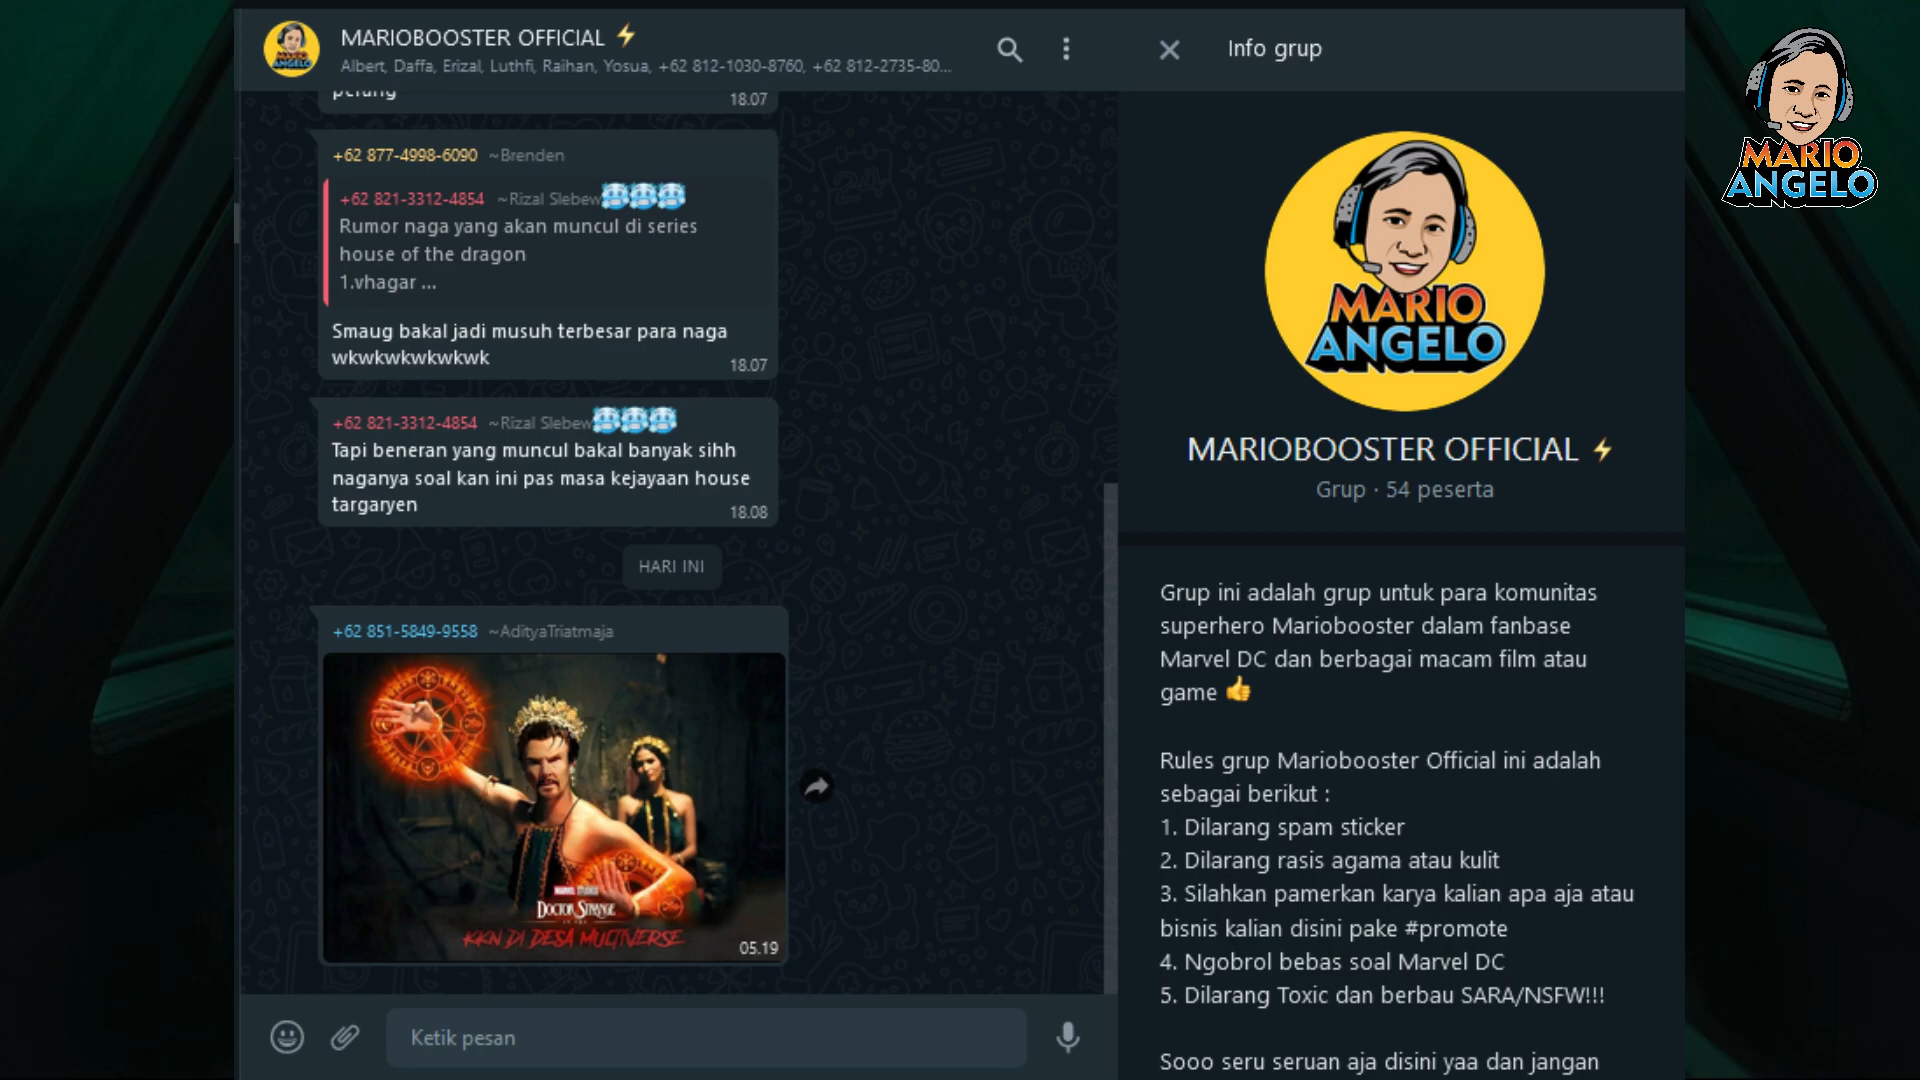 MARIOBOOSTER OFFICIAL ⚡
Albert, Daffa, Erizal, Luthfi, Raihan, Yosua, +62 812-1030-8760, +62 812-2735-80...
perang
18.07
+62 877-4998-6090 ~Brenden
+62 821-3312-4854 ~Rizal Slebew🥶🥶🥶
Rumor naga yang akan muncul di series
house of the dragon
1.vhagar ...
Smaug bakal jadi musuh terbesar para naga
wkwkwkwkwkwk
18.07
+62 821-3312-4854 ~Rizal Slebew🥶🥶🥶
Tapi beneran yang muncul bakal banyak sihh
naganya soal kan ini pas masa kejayaan house
targaryen
18.08
HARI INI
+62 851-5849-9558 ~AdityaTriatmaja
MARVEL STUDIOS
DOCTOR STRANGE
KKN DI DESA MULTIVERSE
05.19
Ketik pesan
Info grup
MARIO
ANGELO
MARIOBOOSTER OFFICIAL ⚡
Grup · 54 peserta
Grup ini adalah grup untuk para komunitas
superhero Mariobooster dalam fanbase
Marvel DC dan berbagai macam film atau
game 👍
Rules grup Mariobooster Official ini adalah
sebagai berikut :
1. Dilarang spam sticker
2. Dilarang rasis agama atau kulit
3. Silahkan pamerkan karya kalian apa aja atau
bisnis kalian disini pake #promote
4. Ngobrol bebas soal Marvel DC
5. Dilarang Toxic dan berbau SARA/NSFW!!!
Sooo seru seruan aja disini yaa dan jangan
MARIO
ANGELO